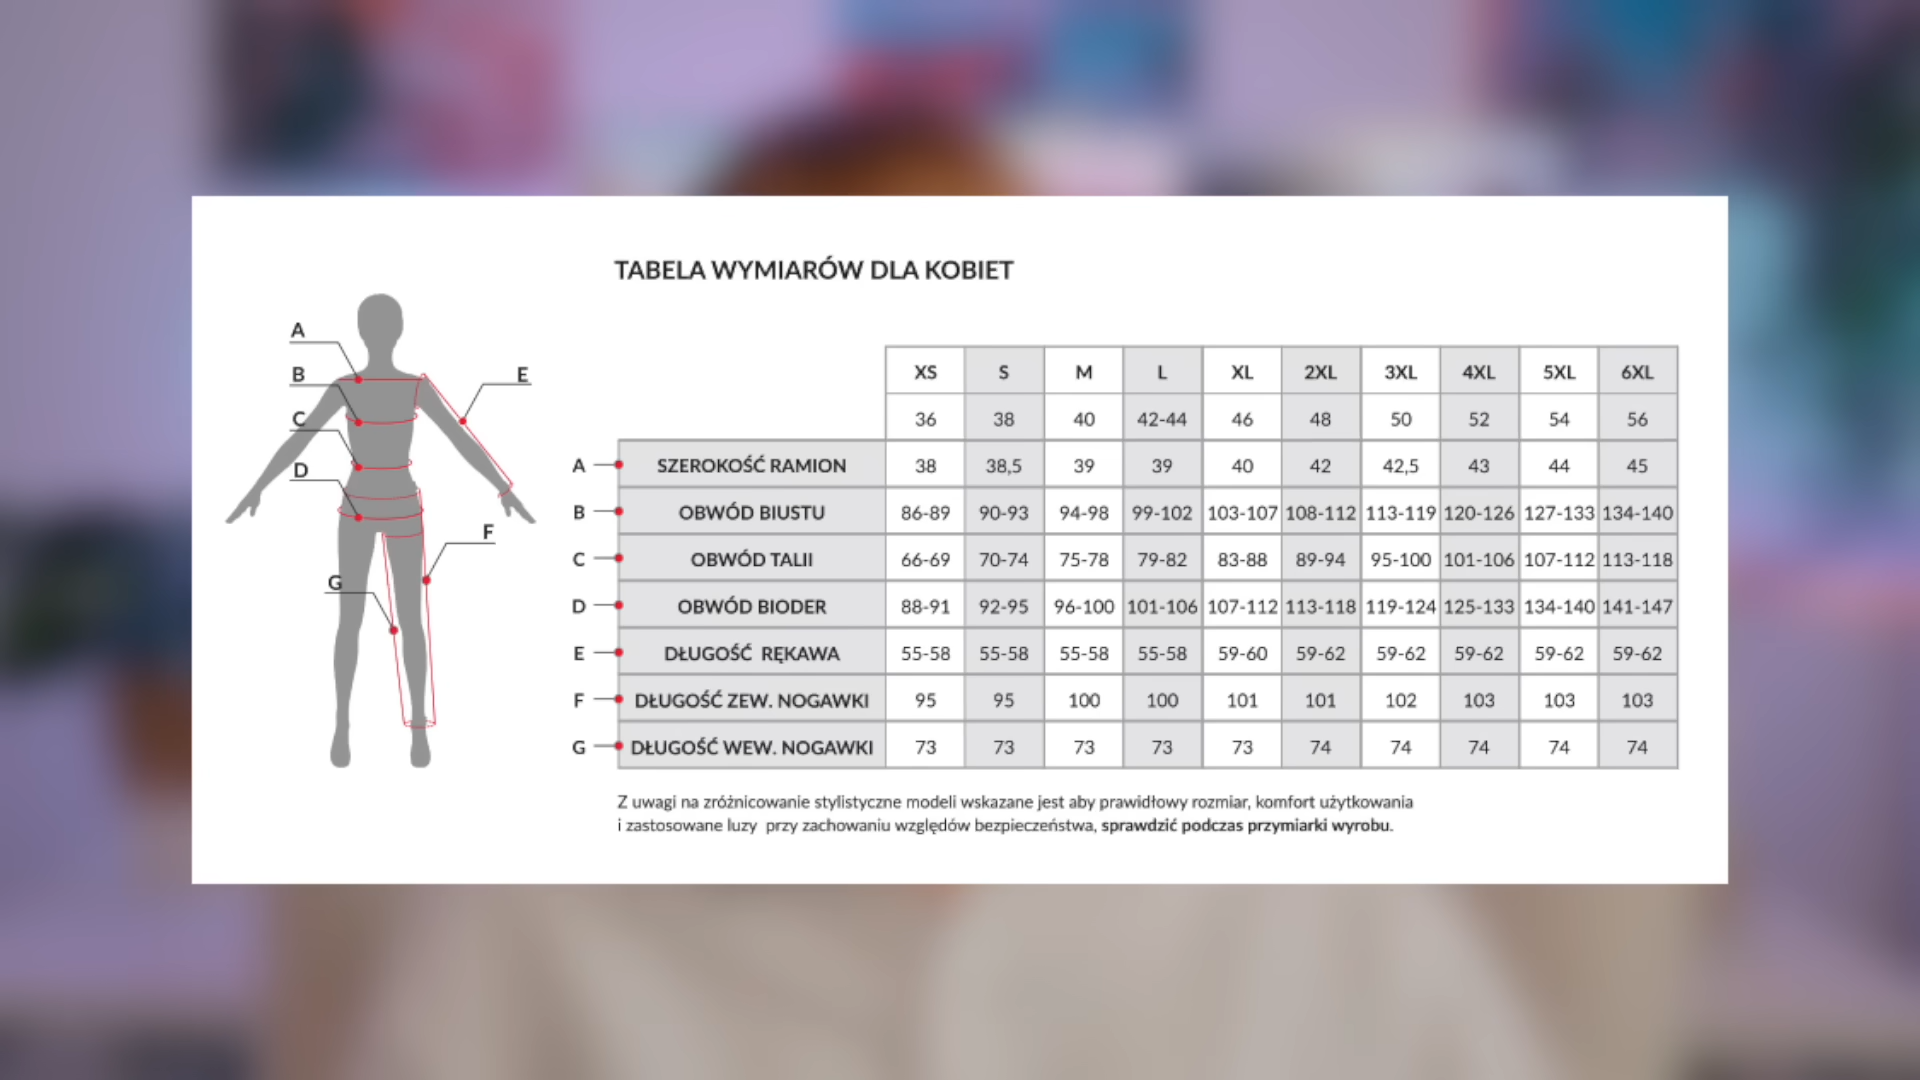 TABELA WYMIARÓW DLA KOBIET
A
B
C
D
E
F
G
XS S M L XL 2XL 3XL 4XL 5XL 6XL
36 38 40 42-44 46 48 50 52 54 56
A SZEROKOŚĆ RAMION 38 38,5 39 39 40 42 42,5 43 44 45
B OBWÓD BIUSTU 86-89 90-93 94-98 99-102 103-107 108-112 113-119 120-126 127-133 134-140
C OBWÓD TALII 66-69 70-74 75-78 79-82 83-88 89-94 95-100 101-106 107-112 113-118
D OBWÓD BIODER 88-91 92-95 96-100 101-106 107-112 113-118 119-124 125-133 134-140 141-147
E DŁUGOŚĆ RĘKAWA 55-58 55-58 55-58 55-58 59-60 59-62 59-62 59-62 59-62 59-62
F DŁUGOŚĆ ZEW. NOGAWKI 95 95 100 100 101 101 102 103 103 103
G DŁUGOŚĆ WEW. NOGAWKI 73 73 73 73 73 74 74 74 74 74
Z uwagi na zróżnicowanie stylistyczne modeli wskazane jest aby prawidłowy rozmiar, komfort użytkowania
i zastosowane luzy przy zachowaniu względów bezpieczeństwa, sprawdzić podczas przymiarki wyrobu.